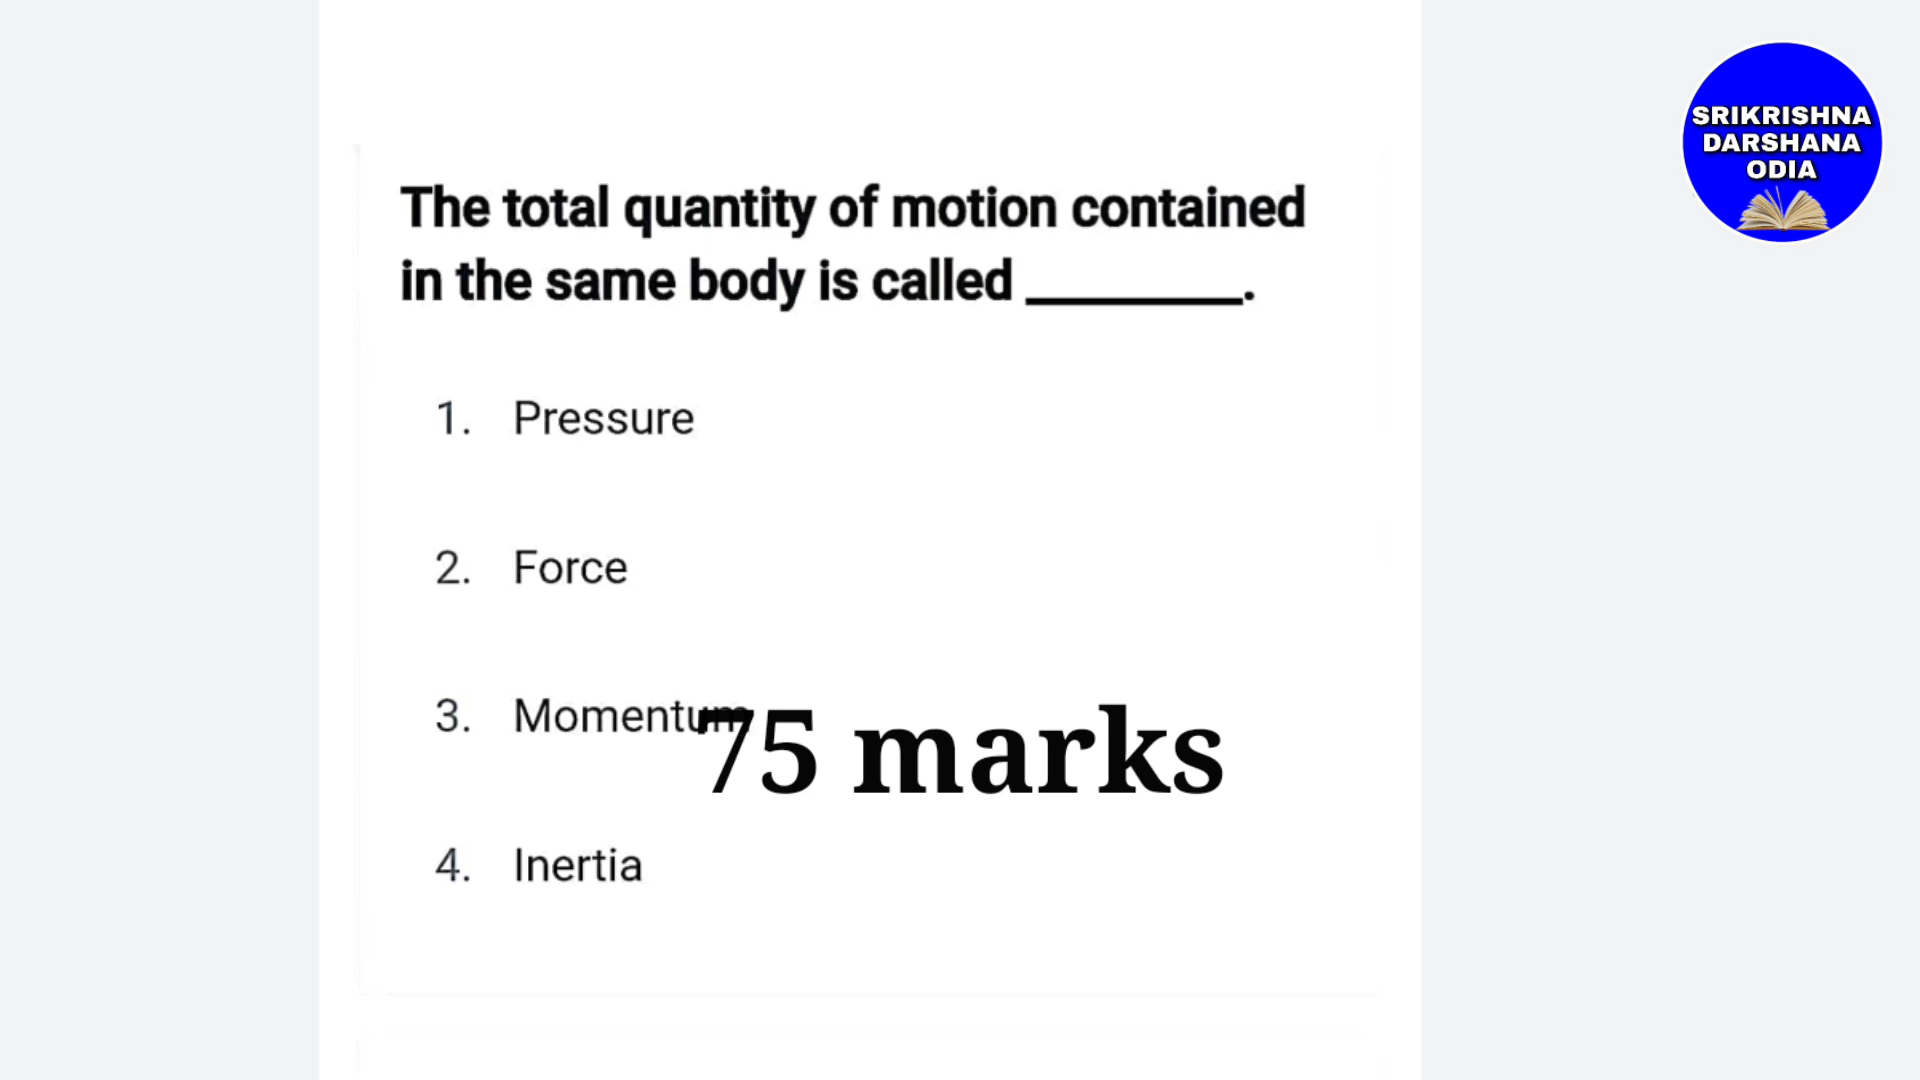 SRIKRISHNA
DARSHANA
ODIA
The total quantity of motion contained
in the same body is called ________.
1. Pressure
2. Force
3. Momentum
75 marks
4. Inertia